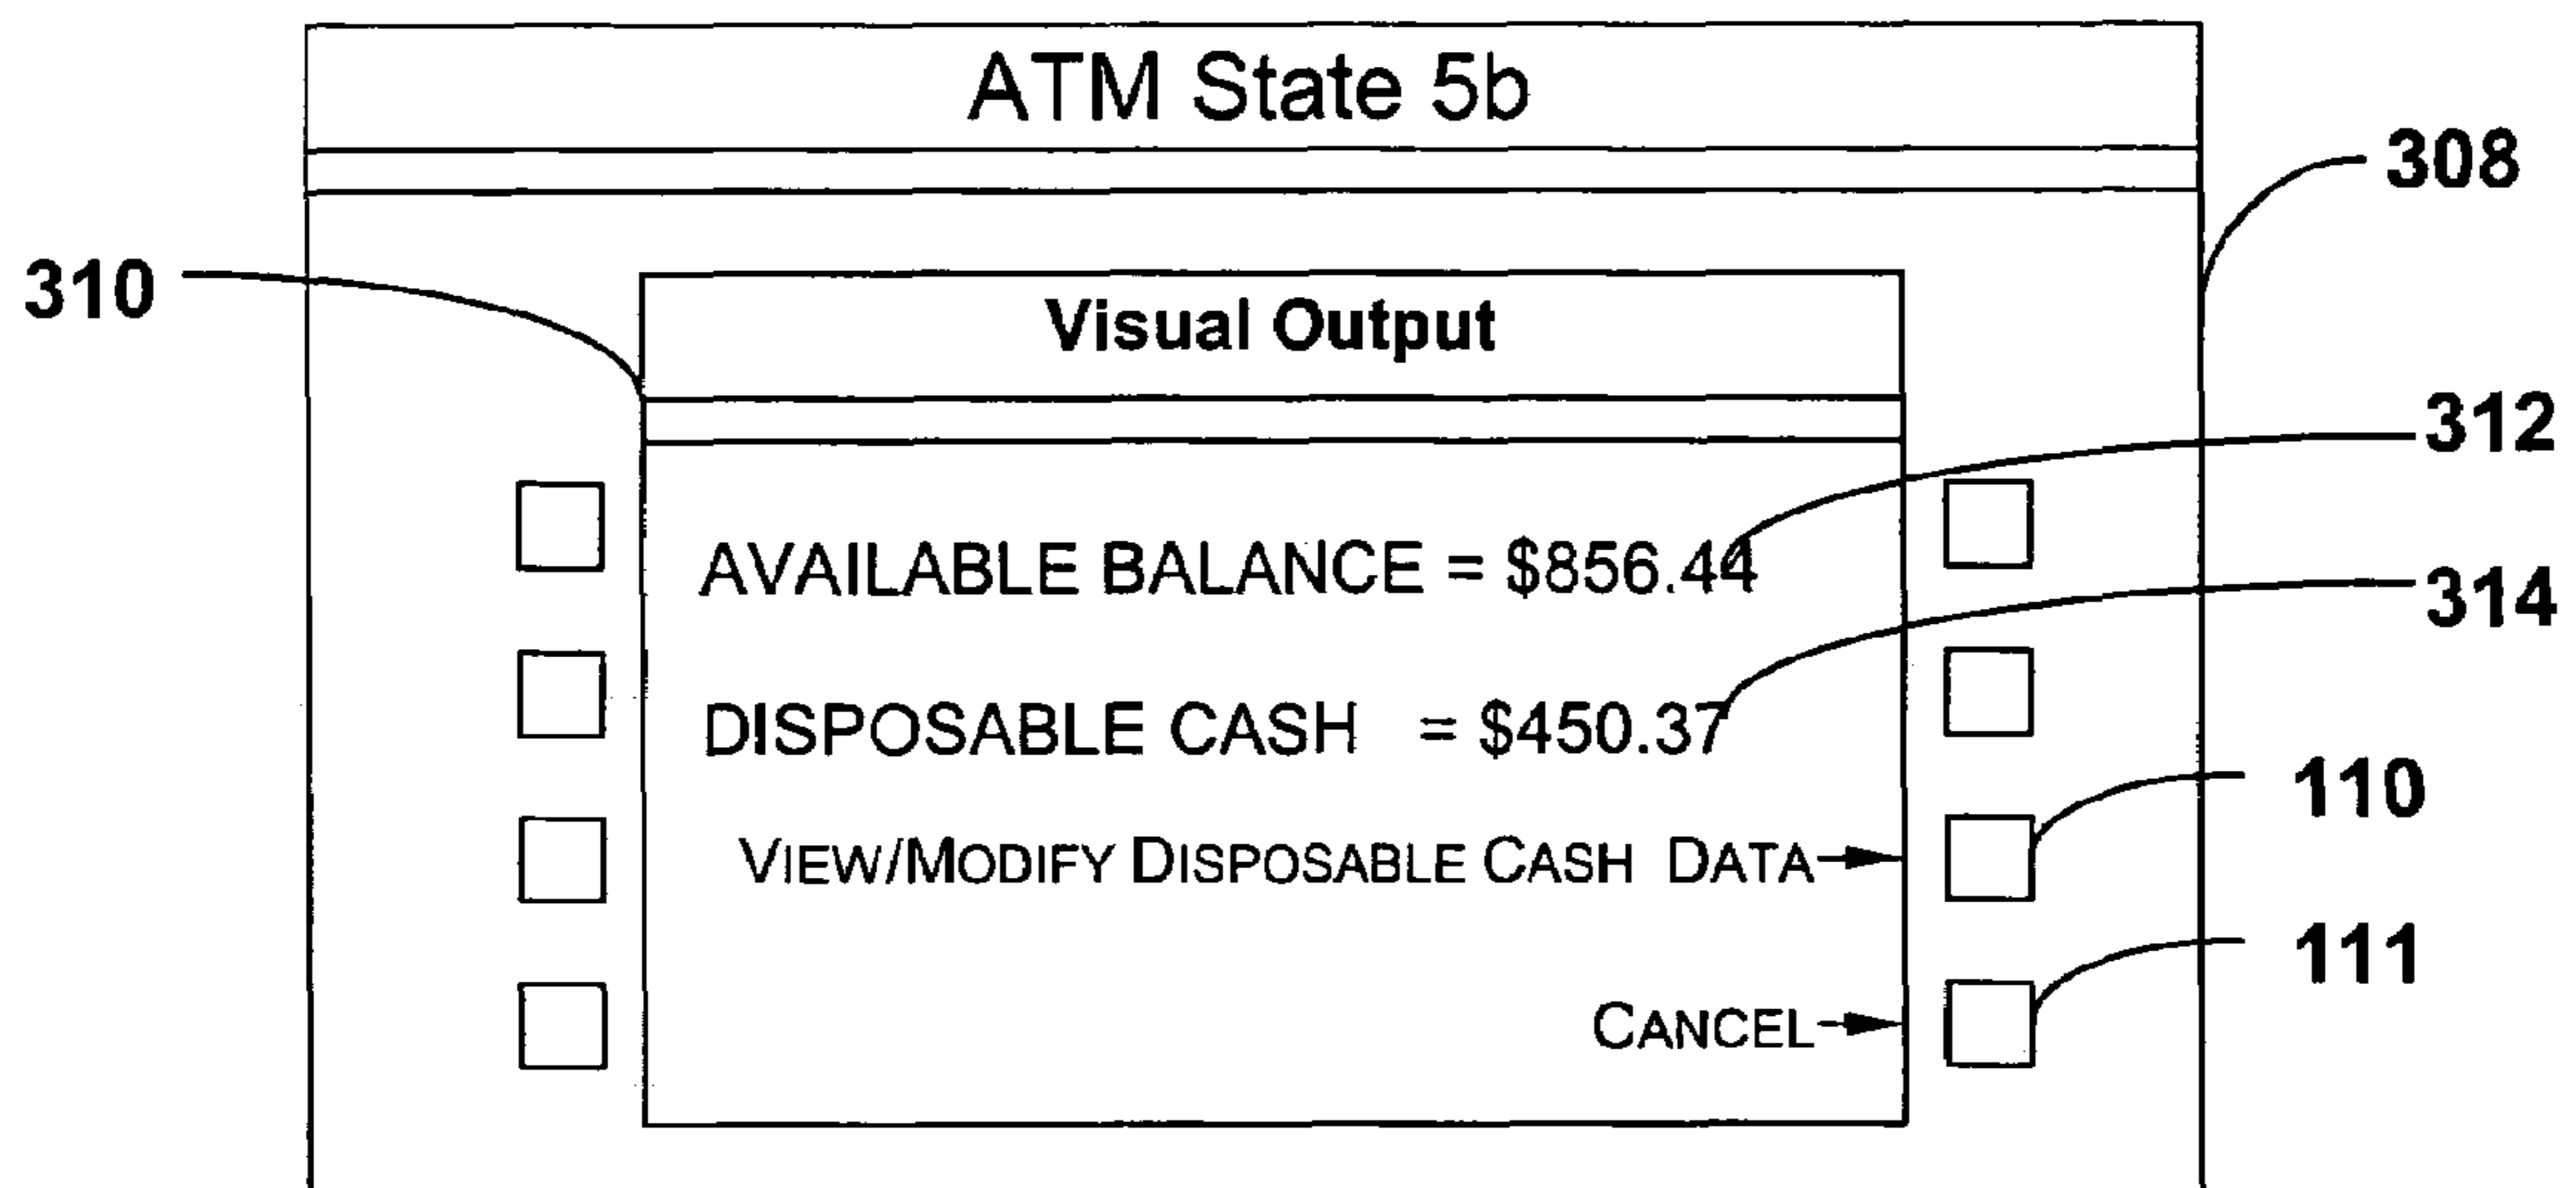 ATM State 5b
308
310
Visual Output
312
AVAILABLE BALANCE = $856.44
314
DISPOSABLE CASH = $450.37
110
VIEW/MODIFY DISPOSABLE CASH DATA
111
CANCEL